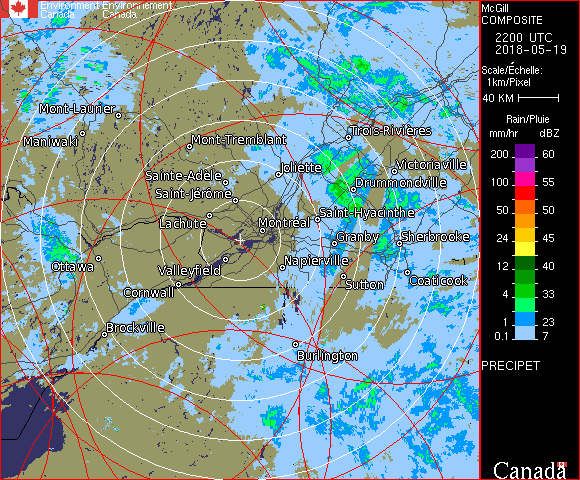 Environment Environnement
Canada Canada
McGill
COMPOSITE
2200 UTC
2018-05-19
Scale/Échelle:
1km/Pixel
40 KM
Rain/Pluie
mm/hr dBZ
200 60
150 57
100 55
50 50
24 45
12 40
4 33
1 23
0.1 7
PRECIPET
Mont-Laurier
Maniwaki
Mont-Tremblant
Trois-Rivières
Joliette
Victoriaville
Sainte-Adèle
Drummondville
Saint-Jérôme
Lachute
Saint-Hyacinthe
Montréal
Granby
Sherbrooke
Ottawa
Valleyfield
Napierville
Cornwall
Sutton
Coaticook
Brockville
Burlington
Canada